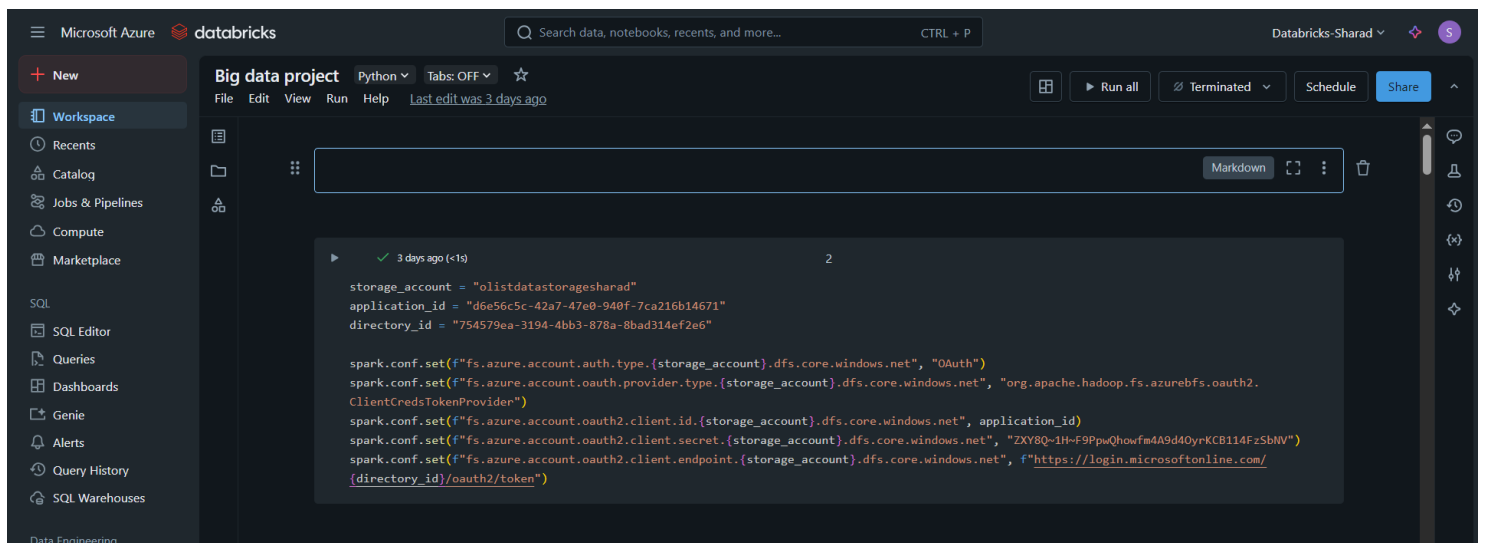 Microsoft Azure databricks
Search data, notebooks, recents, and more... CTRL + P
Databricks-Sharad
S
New
Workspace
Recents
Catalog
Jobs & Pipelines
Compute
Marketplace
SQL
SQL Editor
Queries
Dashboards
Genie
Alerts
Query History
SQL Warehouses
Data Engineering
Big data project Python Tabs: OFF
File Edit View Run Help Last edit was 3 days ago
Run all Terminated Schedule Share
Markdown
3 days ago (<1s) 2
storage_account = "olistdatastoragesharad"
application_id = "d6e56c5c-42a7-47e0-940f-7ca216b14671"
directory_id = "754579ea-3194-4bb3-878a-8bad314ef2e6"
spark.conf.set(f"fs.azure.account.auth.type.{storage_account}.dfs.core.windows.net", "OAuth")
spark.conf.set(f"fs.azure.account.oauth.provider.type.{storage_account}.dfs.core.windows.net", "org.apache.hadoop.fs.azurebfs.oauth2.
ClientCredsTokenProvider")
spark.conf.set(f"fs.azure.account.oauth2.client.id.{storage_account}.dfs.core.windows.net", application_id)
spark.conf.set(f"fs.azure.account.oauth2.client.secret.{storage_account}.dfs.core.windows.net", "ZXY8Q~1H~F9PpwQhowfm4A9d4OyrKCB114FzSbNV")
spark.conf.set(f"fs.azure.account.oauth2.client.endpoint.{storage_account}.dfs.core.windows.net", f"https://login.microsoftonline.com/
{directory_id}/oauth2/token")